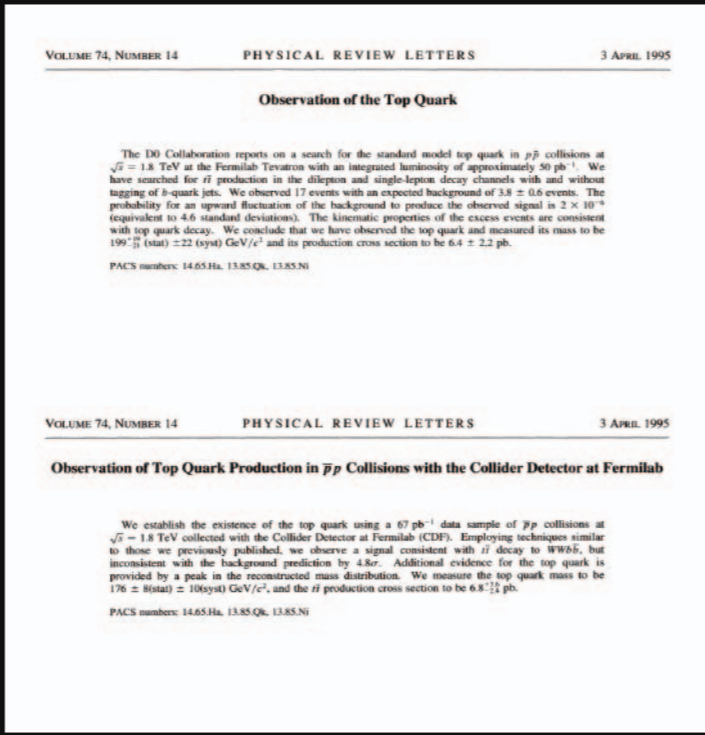 VOLUME 74, NUMBER 14 PHYSICAL REVIEW LETTERS 3 APRIL 1995
Observation of the Top Quark
The D0 Collaboration reports on a search for the standard model top quark in pp̄ collisions at
√s = 1.8 TeV at the Fermilab Tevatron with an integrated luminosity of approximately 50 pb⁻¹. We
have searched for tt̄ production in the dilepton and single-lepton decay channels with and without
tagging of b-quark jets. We observed 17 events with an expected background of 3.8 ± 0.6 events. The
probability for an upward fluctuation of the background to produce the observed signal is 2 × 10⁻⁶
(equivalent to 4.6 standard deviations). The kinematic properties of the excess events are consistent
with top quark decay. We conclude that we have observed the top quark and measured its mass to be
199 (stat) ±22 (syst) GeV/c² and its production cross section to be 6.4 ± 2.2 pb.
PACS numbers: 14.65.Ha, 13.85.Qk, 13.85.Ni
VOLUME 74, NUMBER 14 PHYSICAL REVIEW LETTERS 3 APRIL 1995
Observation of Top Quark Production in p̄p Collisions with the Collider Detector at Fermilab
We establish the existence of the top quark using a 67 pb⁻¹ data sample of p̄p collisions at
√s = 1.8 TeV collected with the Collider Detector at Fermilab (CDF). Employing techniques similar
to those we previously published, we observe a signal consistent with tt̄ decay to WWbb̄, but
inconsistent with the background prediction by 4.8σ. Additional evidence for the top quark is
provided by a peak in the reconstructed mass distribution. We measure the top quark mass to be
176 ± 8(stat) ± 10(syst) GeV/c², and the tt̄ production cross section to be 6.8 pb.
PACS numbers: 14.65.Ha, 13.85.Qk, 13.85.Ni